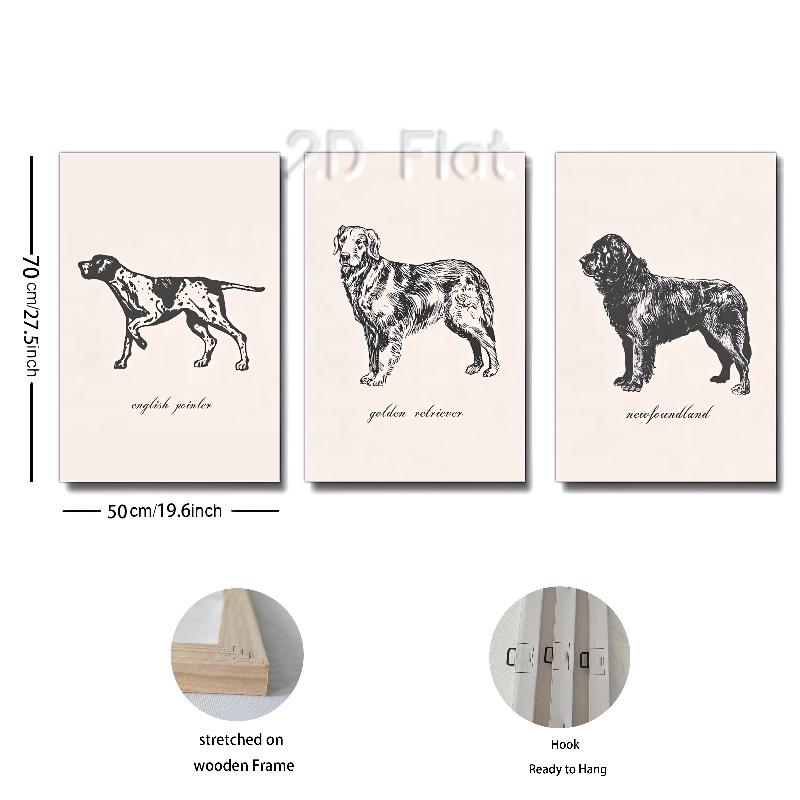 2D Flat
70cm/27.5inch
english pointer
golden retriever
newfoundland
50cm/19.6inch
stretched on
wooden Frame
Hook
Ready to Hang